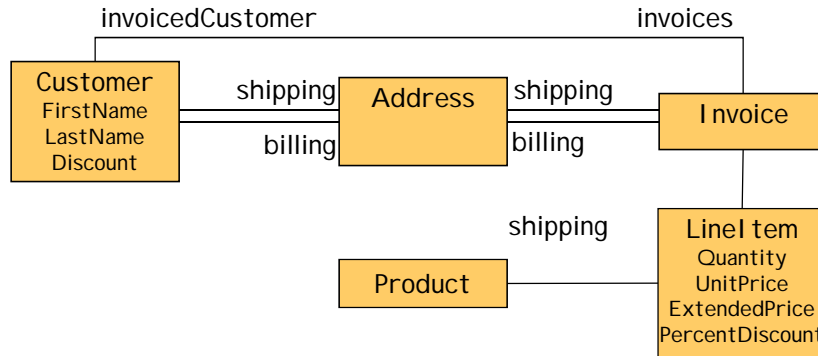 invoicedCustomer invoices
Customer
FirstName
LastName
Discount
shipping
billing
Address
shipping
billing
Invoice
shipping
LineItem
Quantity
UnitPrice
ExtendedPrice
PercentDiscount
Product